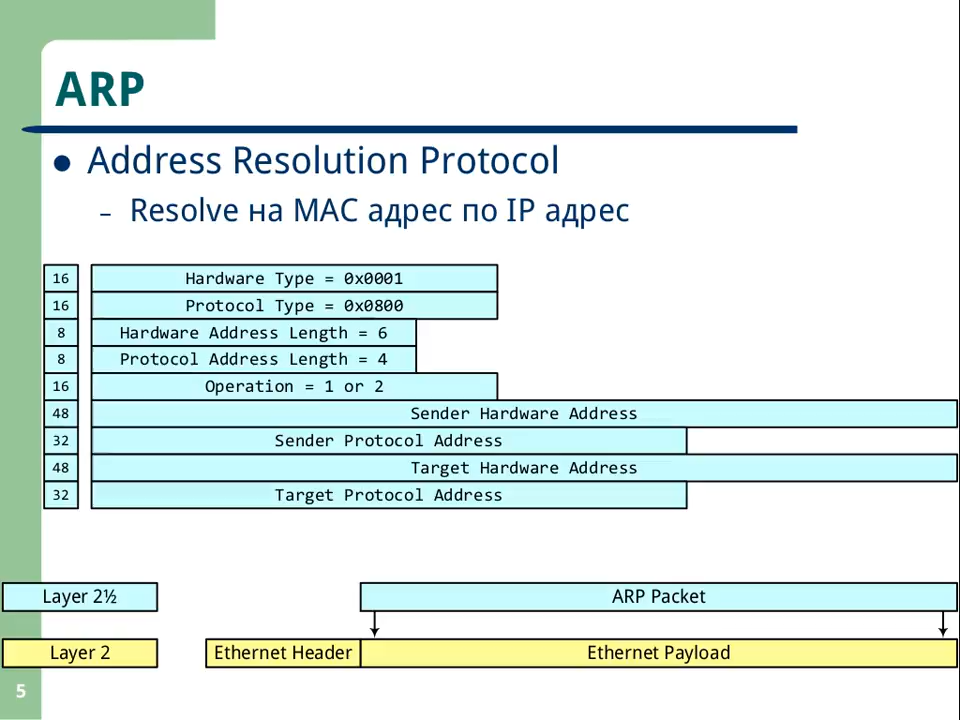 ARP
Address Resolution Protocol
– Resolve на MAC адрес по IP адрес
16 Hardware Type = 0x0001
16 Protocol Type = 0x0800
8 Hardware Address Length = 6
8 Protocol Address Length = 4
16 Operation = 1 or 2
48 Sender Hardware Address
32 Sender Protocol Address
48 Target Hardware Address
32 Target Protocol Address
Layer 2½ ARP Packet
Layer 2 Ethernet Header Ethernet Payload
5